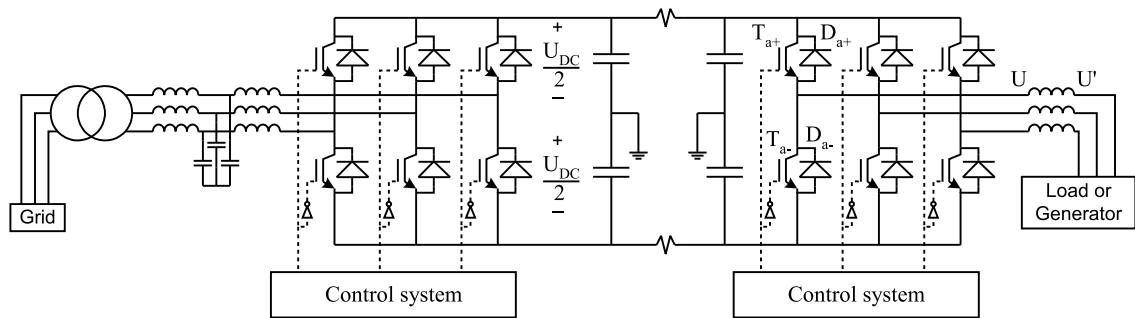 +
U_DC
2
−
+
U_DC
2
−
T_a+
D_a+
U
U'
T_a-
D_a-
Grid
Load or
Generator
Control system
Control system